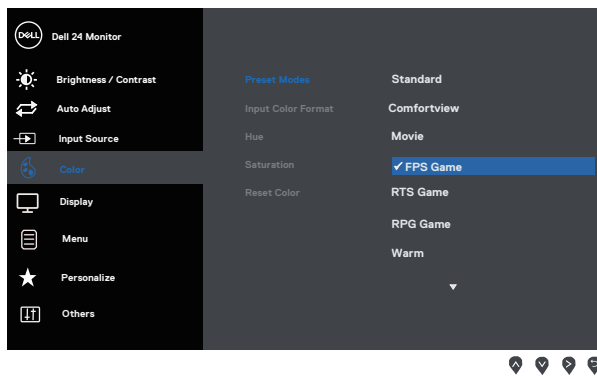 DELL
Dell 24 Monitor
Brightness / Contrast
Auto Adjust
Input Source
Color
Display
Menu
Personalize
Others
Preset Modes
Input Color Format
Hue
Saturation
Reset Color
Standard
Comfortview
Movie
✔ FPS Game
RTS Game
RPG Game
Warm